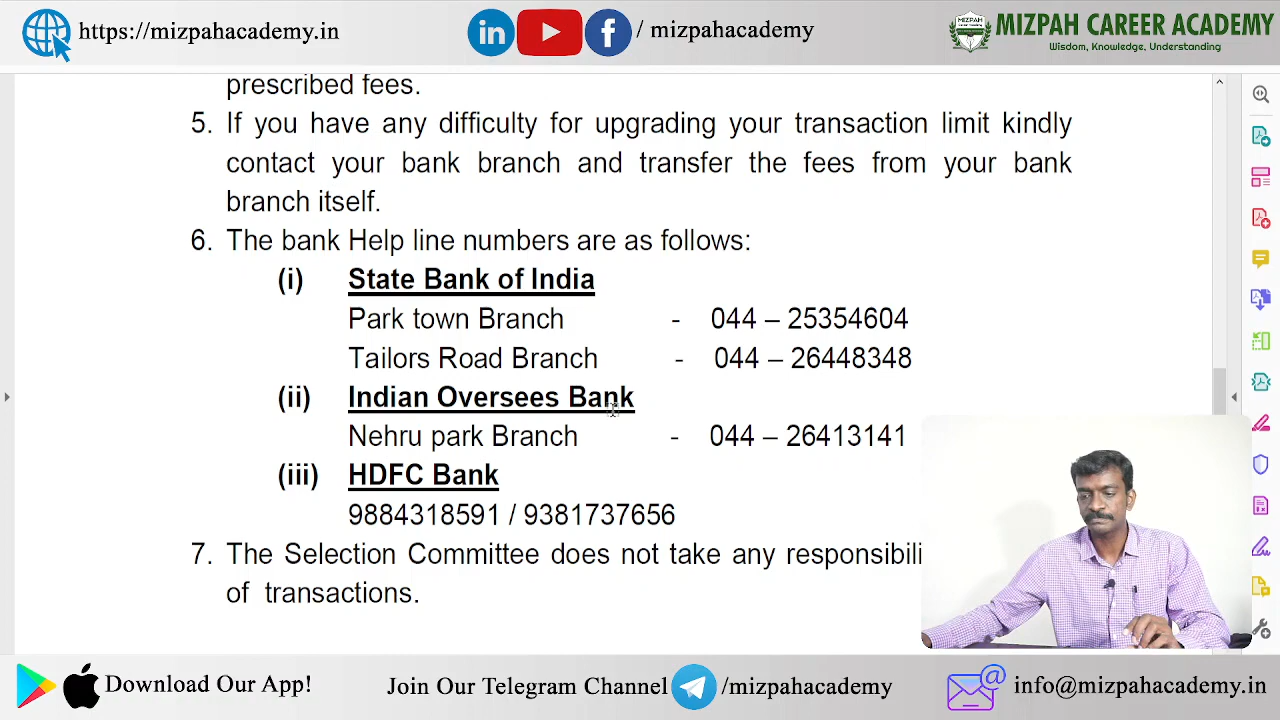 https://mizpahacademy.in
in
f
/ mizpahacademy
MIZPAH CAREER ACADEMY
Wisdom, Knowledge, Understanding
prescribed fees.
5. If you have any difficulty for upgrading your transaction limit kindly
contact your bank branch and transfer the fees from your bank
branch itself.
6. The bank Help line numbers are as follows:
(i) State Bank of India
Park town Branch - 044 – 25354604
Tailors Road Branch - 044 – 26448348
(ii) Indian Oversees Bank
Nehru park Branch - 044 – 26413141
(iii) HDFC Bank
9884318591 / 9381737656
7. The Selection Committee does not take any responsibili
of transactions.
Download Our App!
Join Our Telegram Channel
/mizpahacademy
@
info@mizpahacademy.in